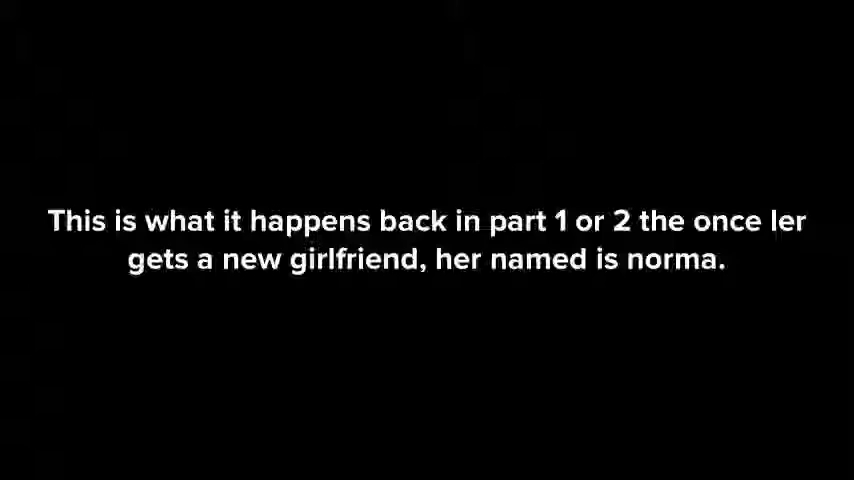 This is what it happens back in part 1 or 2 the once ler
gets a new girlfriend, her named is norma.